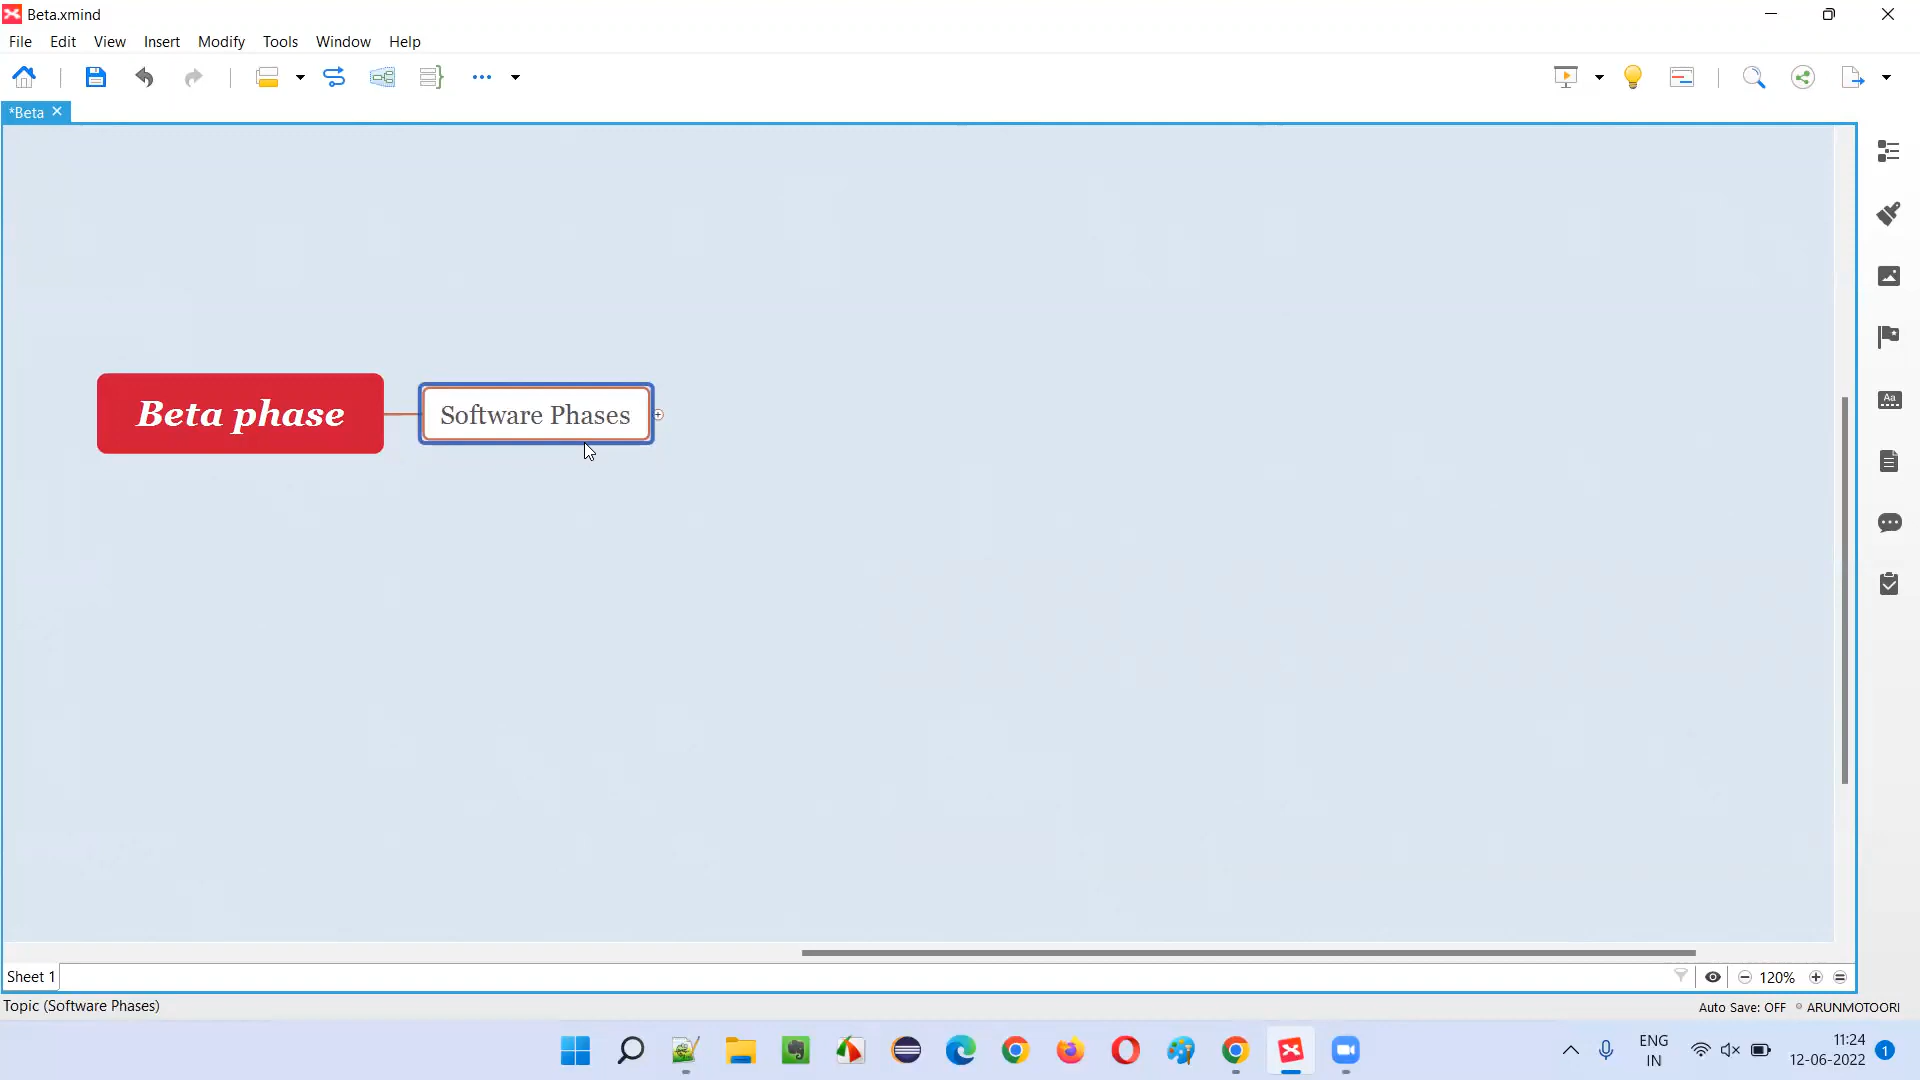 Beta.xmind
File Edit View Insert Modify Tools Window Help
*Beta
Beta phase
Software Phases
Aa
Sheet 1
120%
Topic (Software Phases)
Auto Save: OFF
ARUNMOTOORI
ENG
IN
11:24
12-06-2022
1